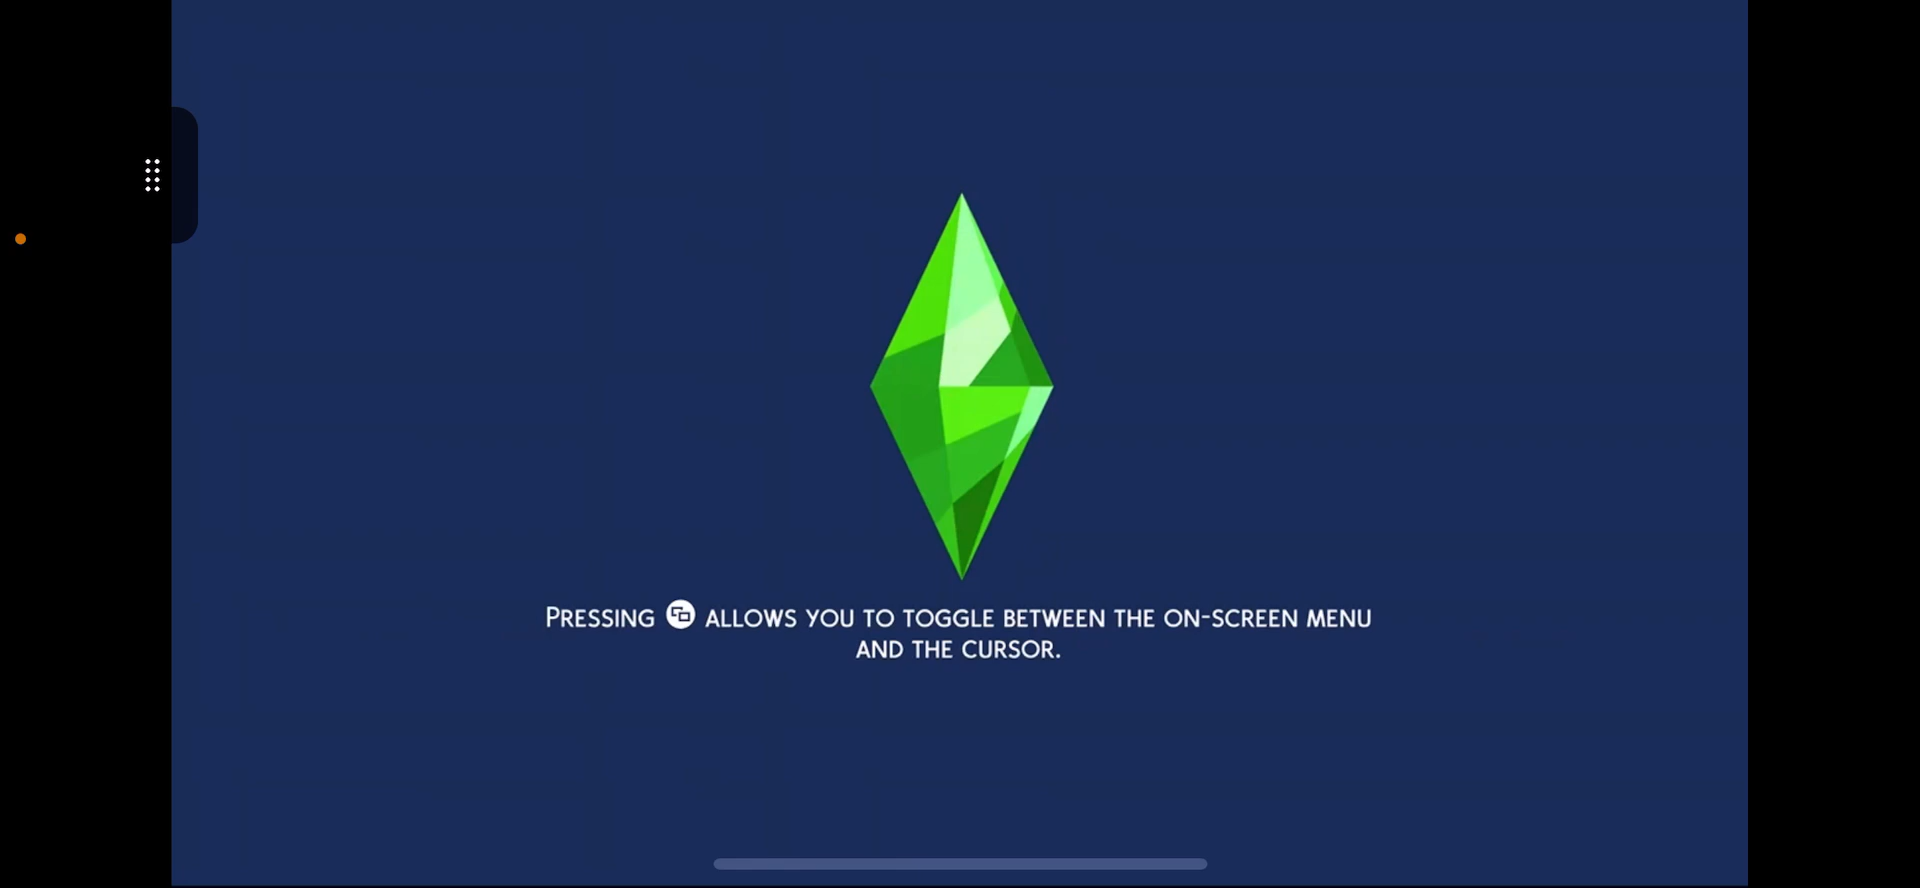 PRESSING ALLOWS YOU TO TOGGLE BETWEEN THE ON-SCREEN MENU
AND THE CURSOR.